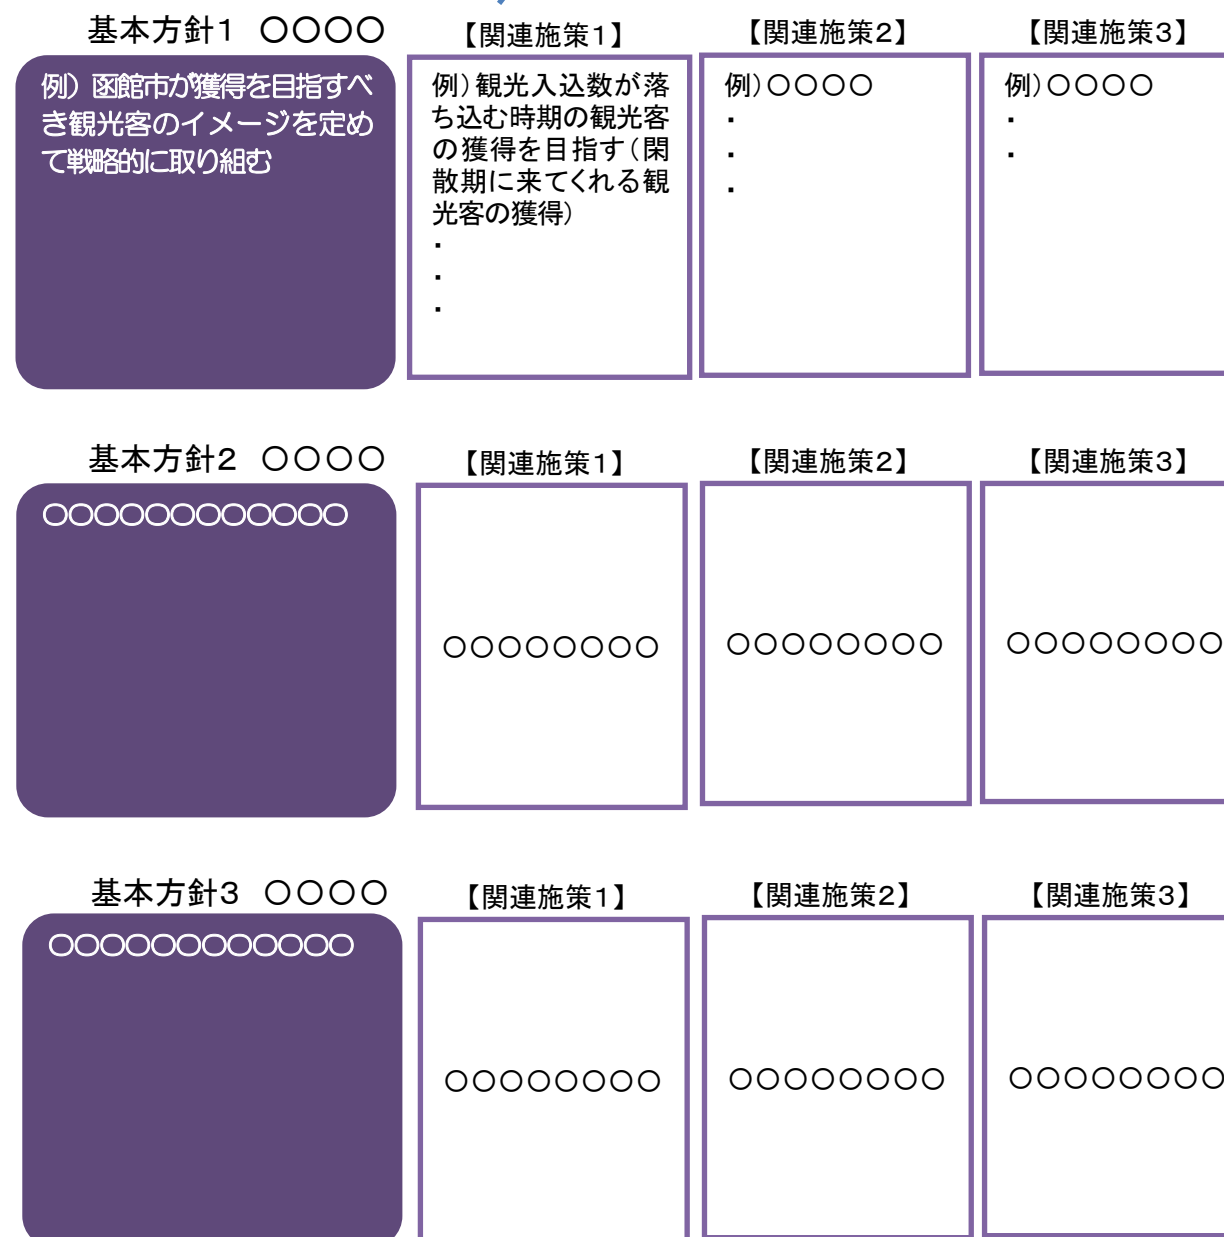 基本方針1 〇〇〇〇
【関連施策1】
【関連施策2】
【関連施策3】
例) 函館市が獲得を目指すべ
き観光客のイメージを定め
て戦略的に取り組む
例)観光入込数が落
ち込む時期の観光客
の獲得を目指す(閑
散期に来てくれる観
光客の獲得)
・
・
・
例)〇〇〇〇
・
・
・
例)〇〇〇〇
・
・
基本方針2 〇〇〇〇
【関連施策1】
【関連施策2】
【関連施策3】
〇〇〇〇〇〇〇〇〇〇〇〇
〇〇〇〇〇〇〇〇
〇〇〇〇〇〇〇〇
〇〇〇〇〇〇〇〇
基本方針3 〇〇〇〇
【関連施策1】
【関連施策2】
【関連施策3】
〇〇〇〇〇〇〇〇〇〇〇〇
〇〇〇〇〇〇〇〇
〇〇〇〇〇〇〇〇
〇〇〇〇〇〇〇〇